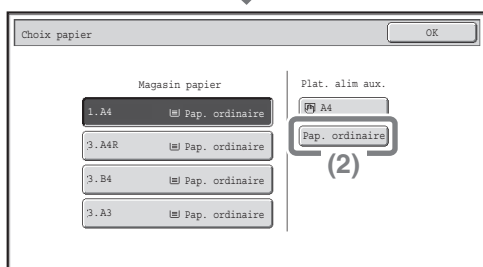 Choix papier
OK
Magasin papier
Plat. alim aux.
1.A4 Pap. ordinaire
A4
3.A4R Pap. ordinaire
Pap. ordinaire
(2)
3.B4 Pap. ordinaire
3.A3 Pap. ordinaire